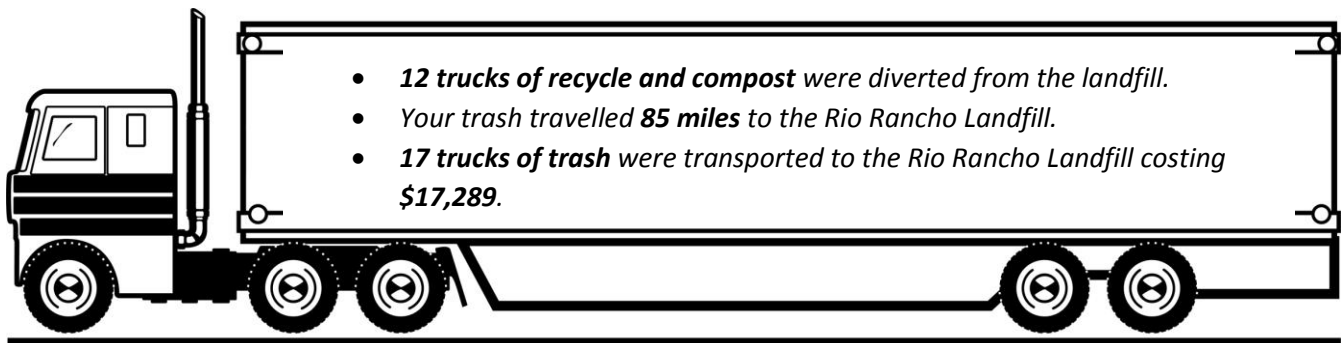 • 12 trucks of recycle and compost were diverted from the landfill.
• Your trash travelled 85 miles to the Rio Rancho Landfill.
• 17 trucks of trash were transported to the Rio Rancho Landfill costing
$17,289.